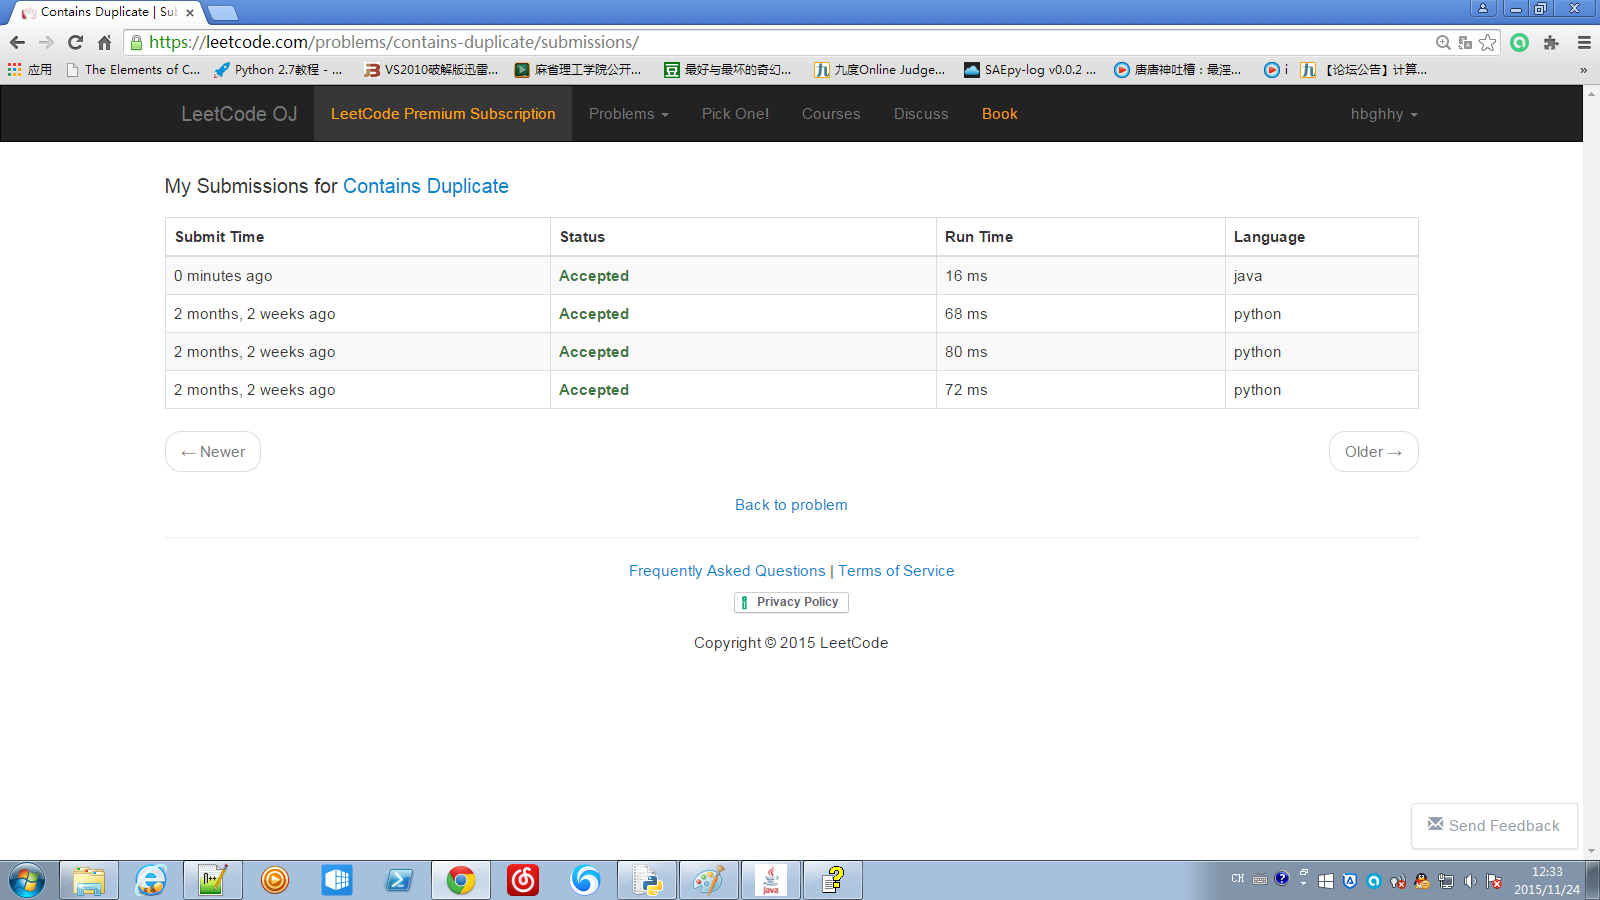 Contains Duplicate | Sub
https://leetcode.com/problems/contains-duplicate/submissions/
应用 The Elements of C... Python 2.7教程 - ... VS2010破解版迅雷... 麻省理工学院公开... 最好与最坏的奇幻... 九度Online Judge... SAEpy-log v0.0.2 ... 唐唐神吐槽：最淫... i 【论坛公告】计算... »
LeetCode OJ LeetCode Premium Subscription Problems Pick One! Courses Discuss Book hbghhy
My Submissions for Contains Duplicate
Submit Time Status Run Time Language
0 minutes ago Accepted 16 ms java
2 months, 2 weeks ago Accepted 68 ms python
2 months, 2 weeks ago Accepted 80 ms python
2 months, 2 weeks ago Accepted 72 ms python
← Newer Older →
Back to problem
Frequently Asked Questions | Terms of Service
Privacy Policy
Copyright © 2015 LeetCode
Send Feedback
CH 12:33
2015/11/24